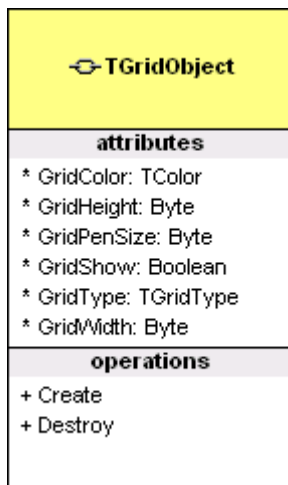 TGridObject
attributes
* GridColor: TColor
* GridHeight: Byte
* GridPenSize: Byte
* GridShow: Boolean
* GridType: TGridType
* GridWidth: Byte
operations
+ Create
+ Destroy